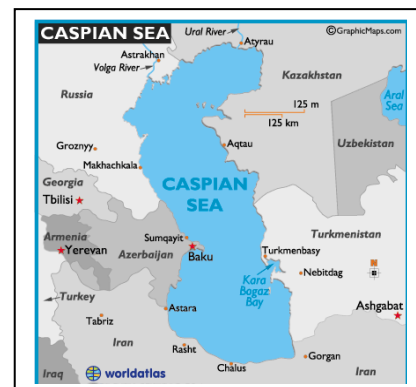 CASPIAN SEA
©GraphicMaps.com
Ural River
Atyrau
Astrakhan
Volga River
Kazakhstan
Russia
125 m
125 km
Aral
Sea
Uzbekistan
Groznyy
Aqtau
Makhachkala
CASPIAN
SEA
Georgia
Tbilisi
Turkmenistan
Armenia
Sumqayit
Yerevan
Azerbaijan
Baku
Turkmenbasy
Kara
Bogaz
Bay
Nebitdag
Turkey
Ashgabat
Astara
Tabriz
Iran
Rasht
Gorgan
Chalus
Iraq
worldatlas
Iran